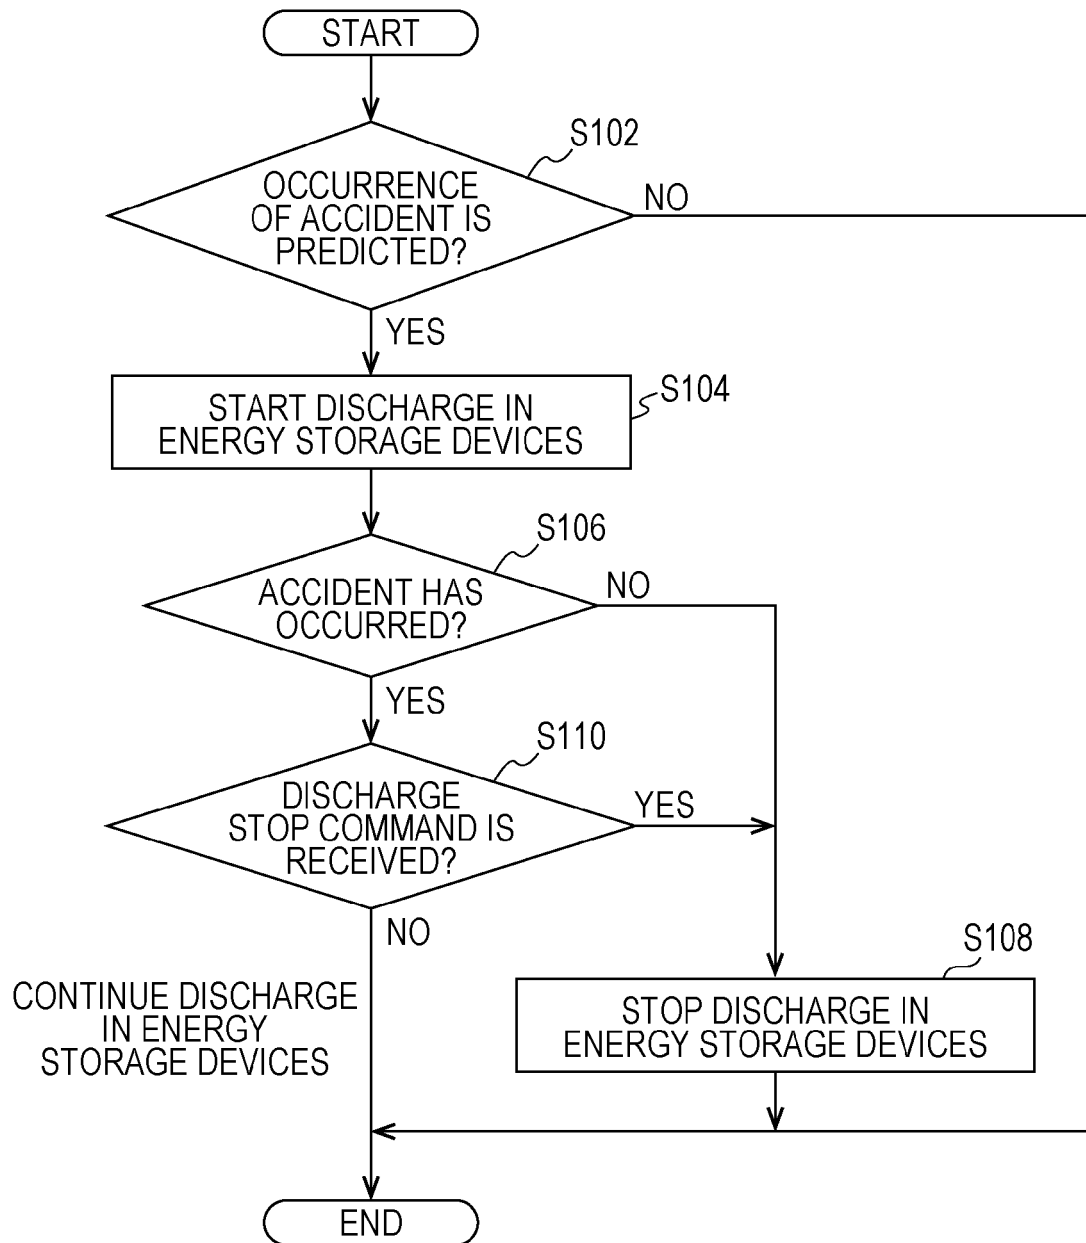 START
S102
OCCURRENCE
OF ACCIDENT IS
PREDICTED?
NO
YES
S104
START DISCHARGE IN
ENERGY STORAGE DEVICES
S106
ACCIDENT HAS
OCCURRED?
NO
YES
S110
DISCHARGE
STOP COMMAND IS
RECEIVED?
YES
NO
S108
STOP DISCHARGE IN
ENERGY STORAGE DEVICES
CONTINUE DISCHARGE
IN ENERGY
STORAGE DEVICES
END